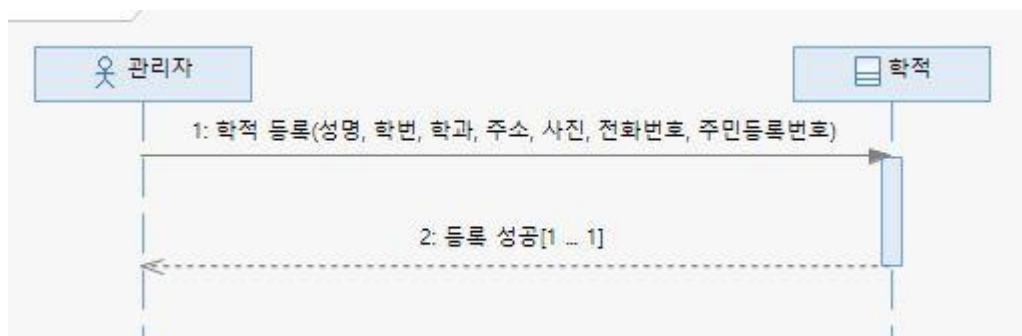 관리자
학적
1: 학적 등록(성명, 학번, 학과, 주소, 사진, 전화번호, 주민등록번호)
2: 등록 성공[1 ... 1]